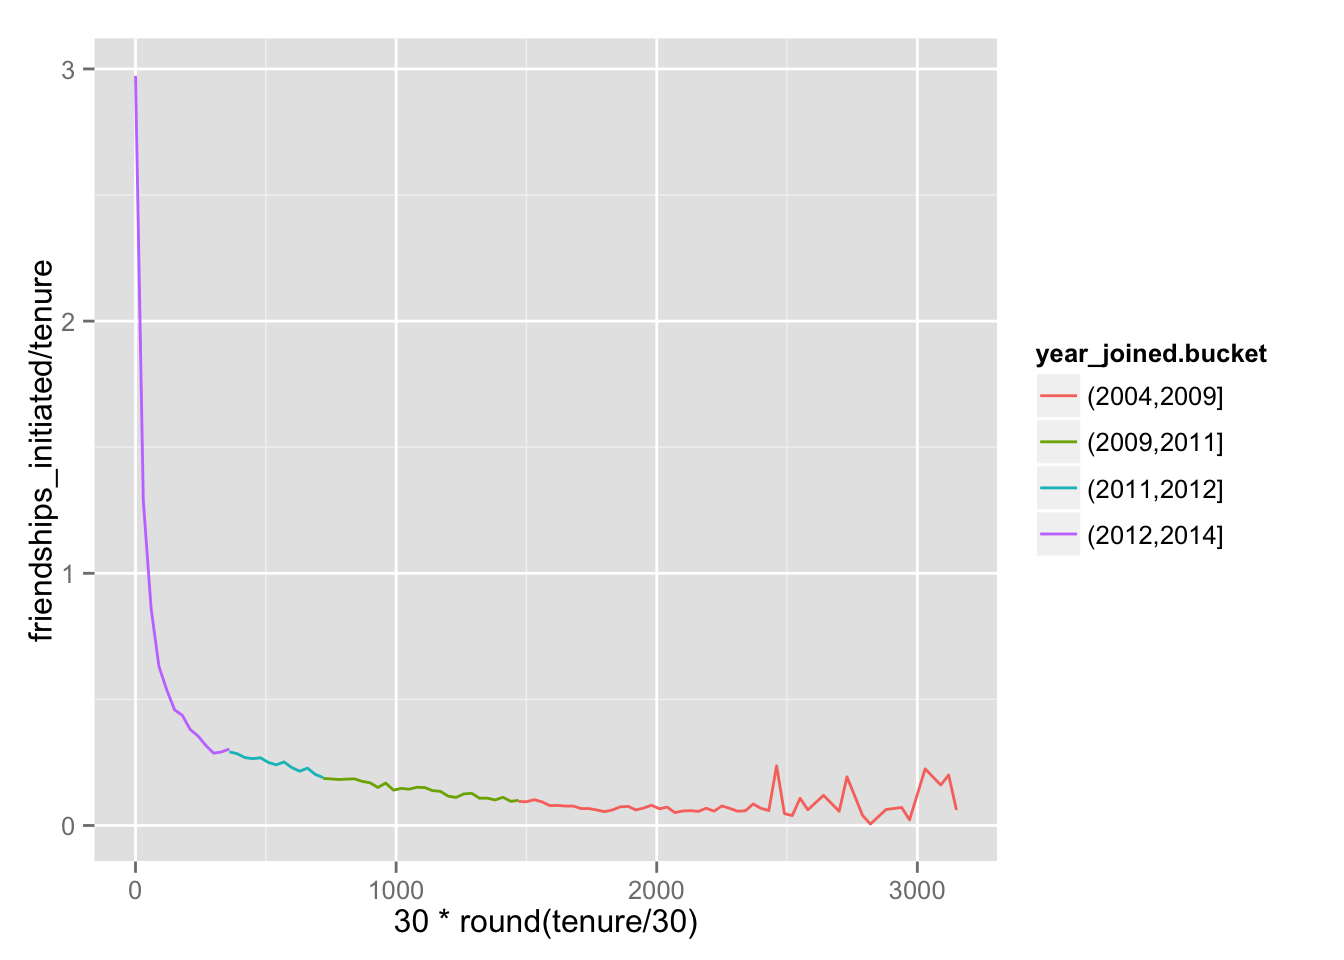 3
2
1
0
friendships_initiated/tenure
0 1000 2000 3000
30 * round(tenure/30)
year_joined.bucket
(2004,2009]
(2009,2011]
(2011,2012]
(2012,2014]